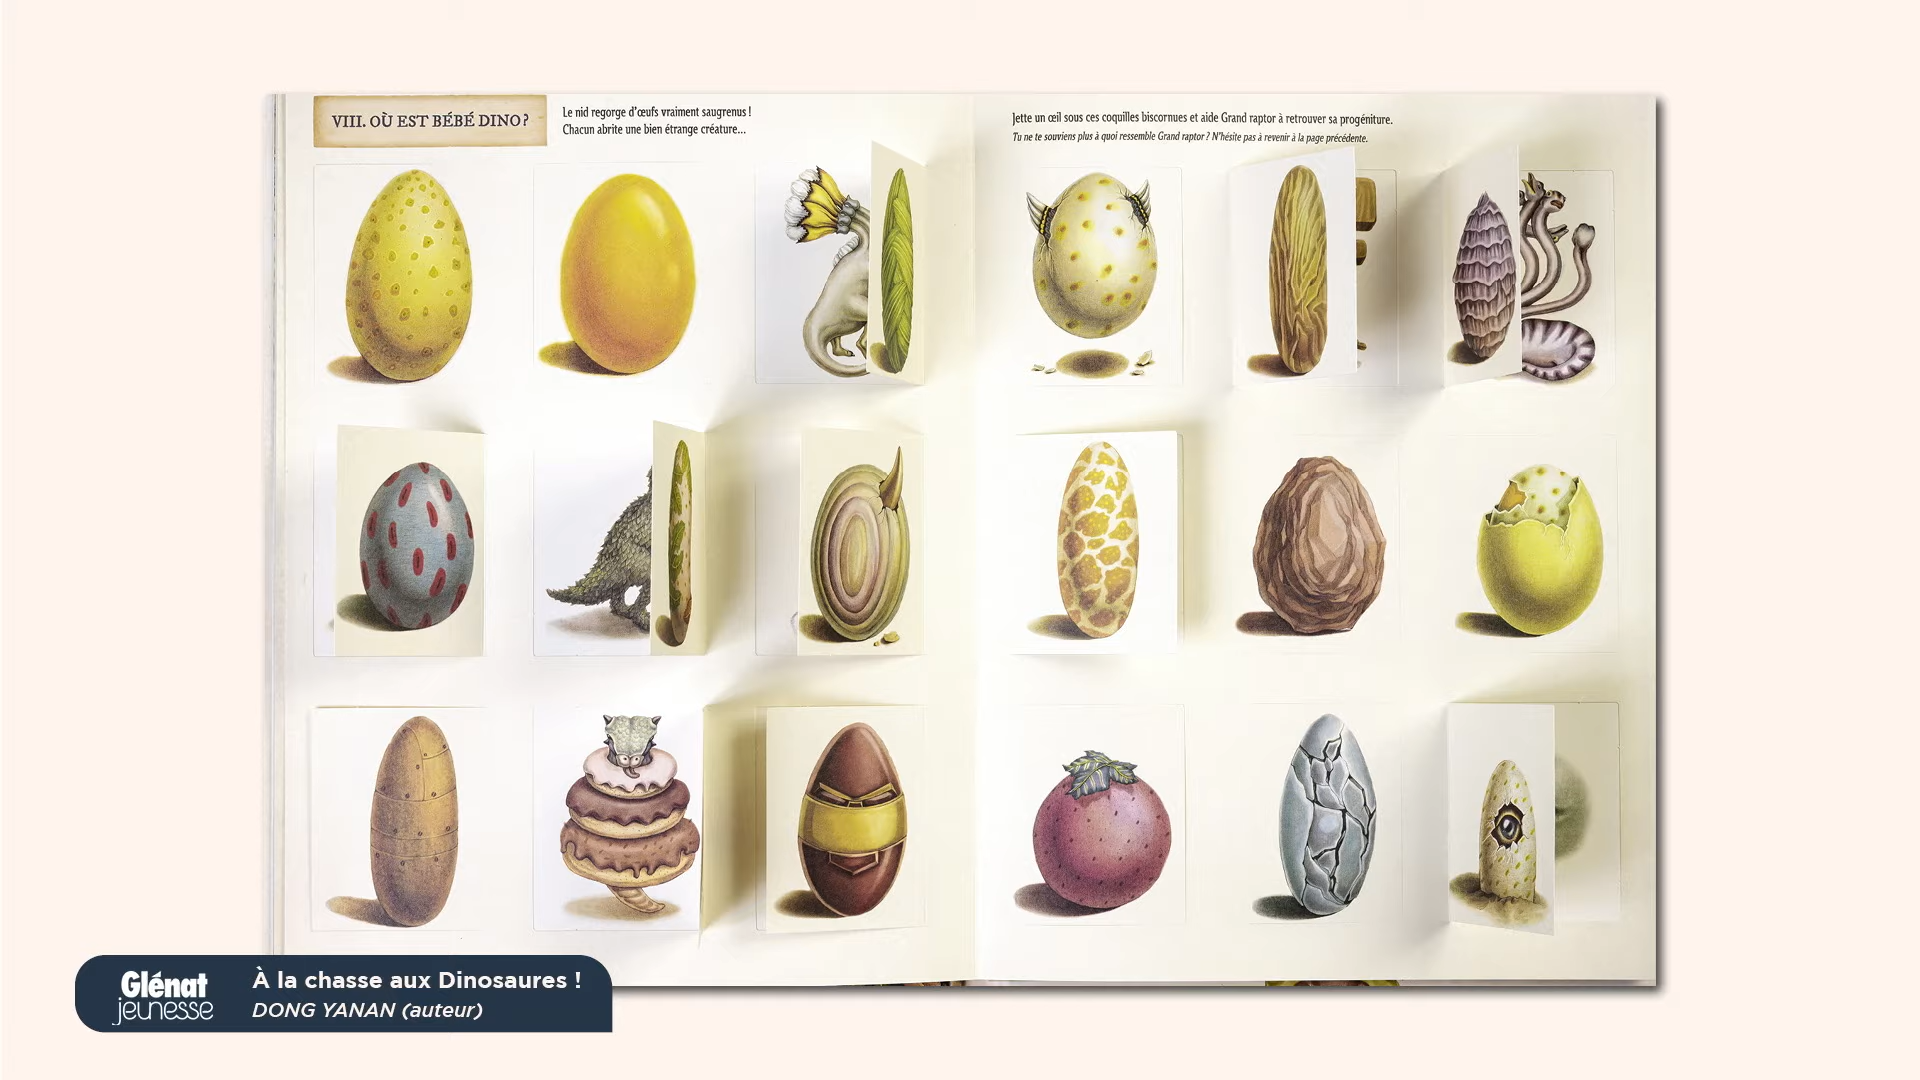 VIII. OÙ EST BÉBÉ DINO ?
Le nid regorge d'œufs vraiment saugrenus !
Chacun abrite une bien étrange créature...
Jette un œil sous ces coquilles biscornues et aide Grand raptor à retrouver sa progéniture.
Tu ne te souviens plus à quoi ressemble Grand raptor ? N'hésite pas à revenir à la page précédente.
Glénat
jeunesse
À la chasse aux Dinosaures !
DONG YANAN (auteur)